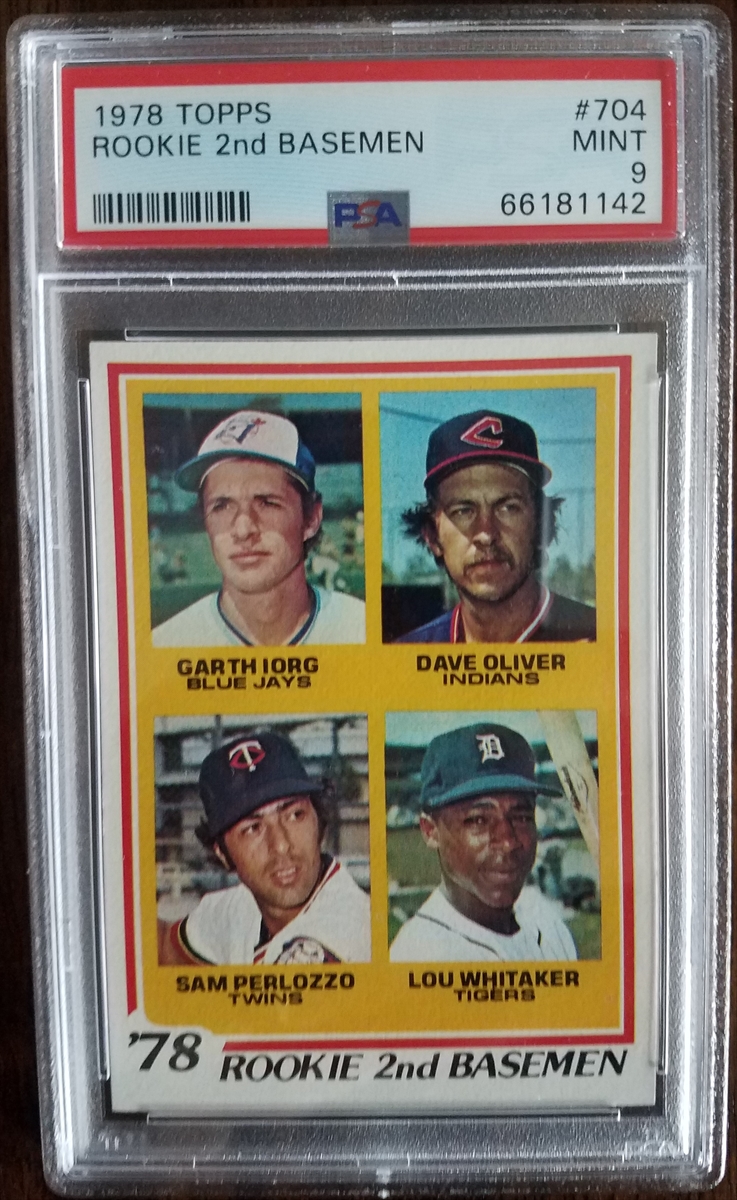 1978 TOPPS #704
ROOKIE 2nd BASEMEN MINT
9
PSA 66181142
GARTH IORG DAVE OLIVER
BLUE JAYS INDIANS
SAM PERLOZZO LOU WHITAKER
TWINS TIGERS
'78 ROOKIE 2nd BASEMEN